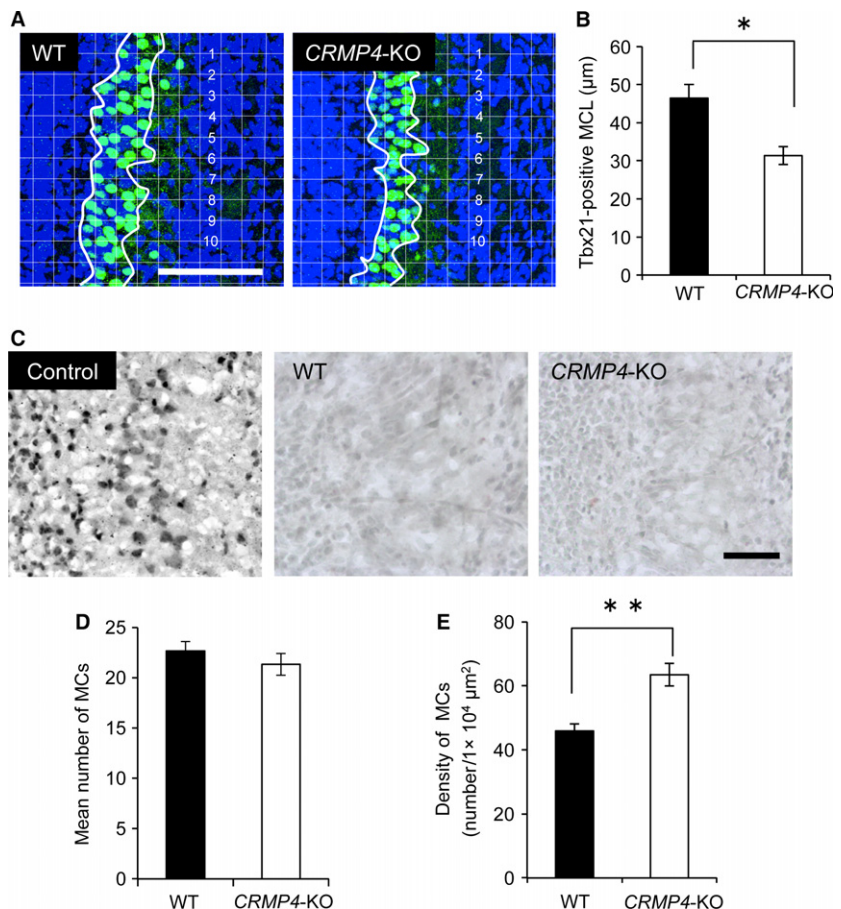 A
WT
CRMP4-KO
1
2
3
4
5
6
7
8
9
10
1
2
3
4
5
6
7
8
9
10
B
*
Tbx21-positive MCL (μm)
60
50
40
30
20
10
0
WT
CRMP4-KO
C
Control
WT
CRMP4-KO
D
Mean number of MCs
25
20
15
10
5
0
WT
CRMP4-KO
E
* *
Density of MCs
(number/1× 10⁴ μm²)
80
60
40
20
0
WT
CRMP4-KO